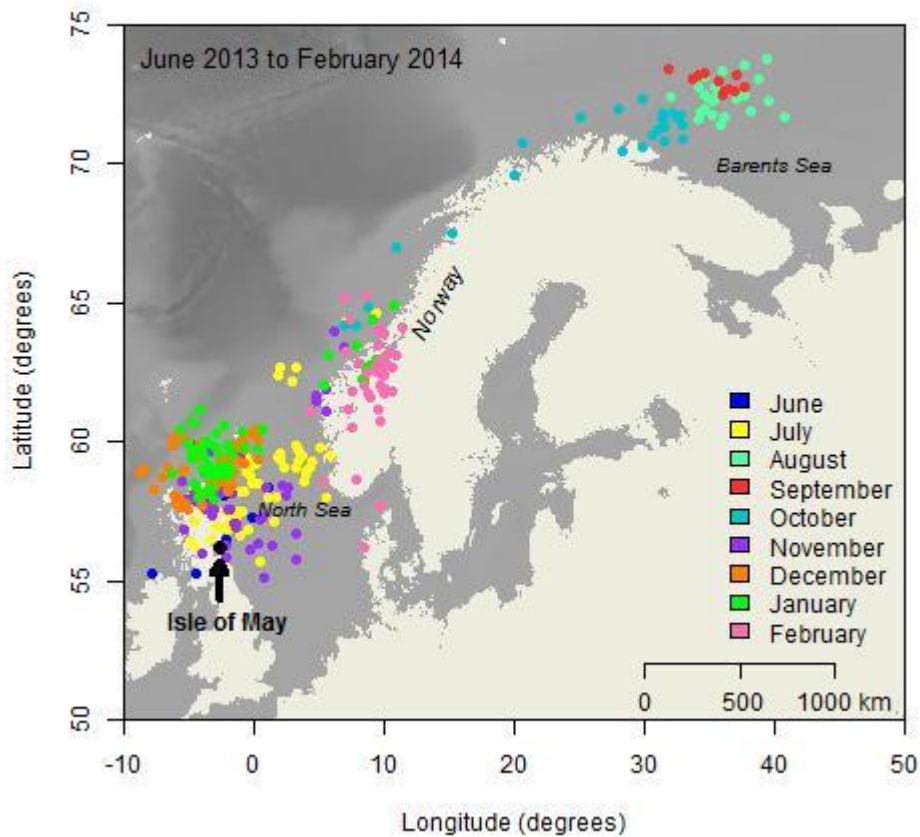 June 2013 to February 2014
75
70
65
60
55
50
Latitude (degrees)
Barents Sea
Norway
North Sea
Isle of May
June
July
August
September
October
November
December
January
February
0 500 1000 km
-10 0 10 20 30 40 50
Longitude (degrees)